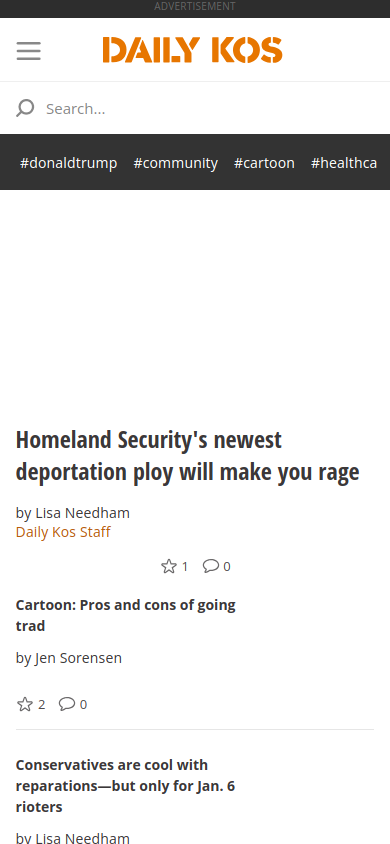 ADVERTISEMENT
DAILY KOS
Search...
#donaldtrump #community #cartoon #healthca
Homeland Security's newest
deportation ploy will make you rage
by Lisa Needham
Daily Kos Staff
1 0
Cartoon: Pros and cons of going
trad
by Jen Sorensen
2 0
Conservatives are cool with
reparations—but only for Jan. 6
rioters
by Lisa Needham